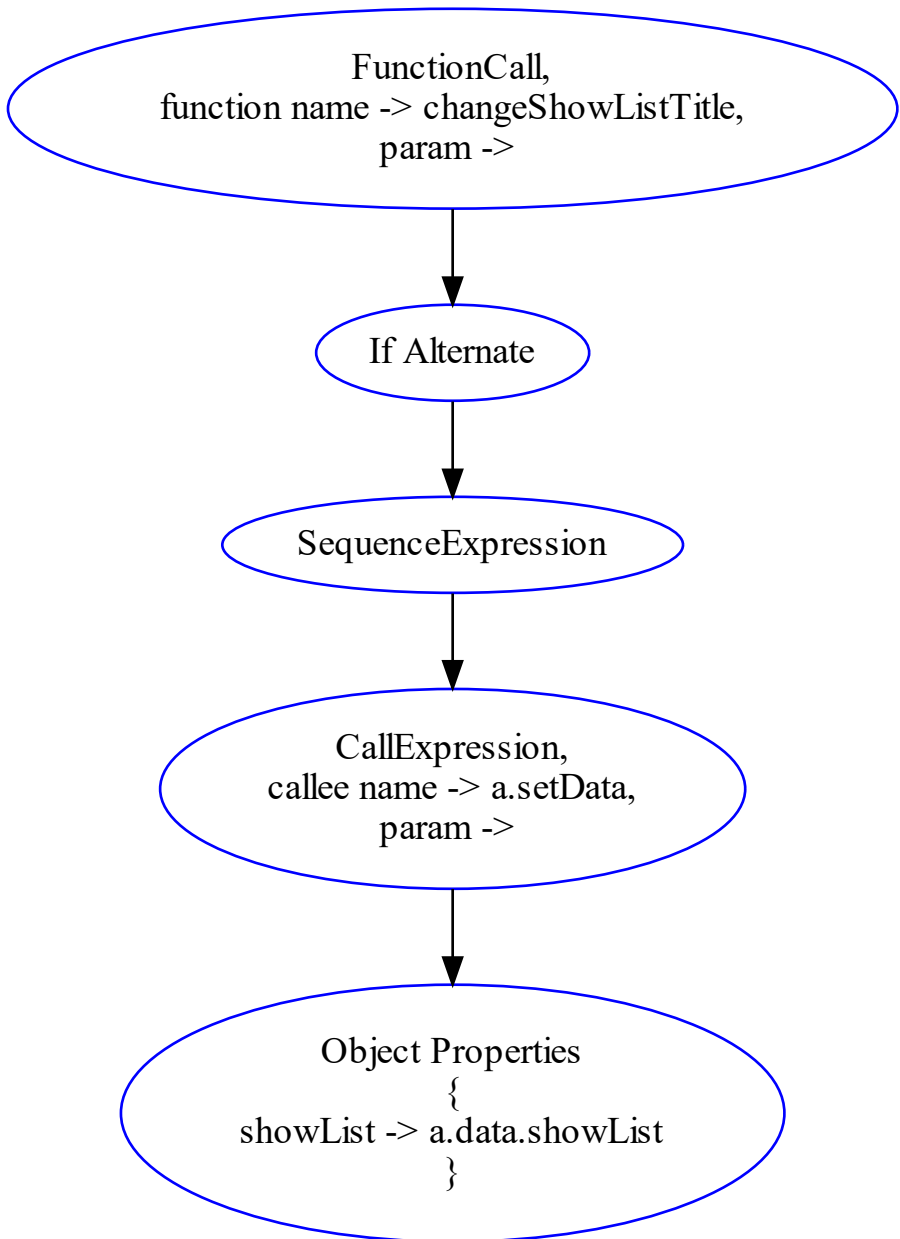 FunctionCall,
function name -> changeShowListTitle,
param ->
If Alternate
SequenceExpression
CallExpression,
callee name -> a.setData,
param ->
Object Properties
{
showList -> a.data.showList
}